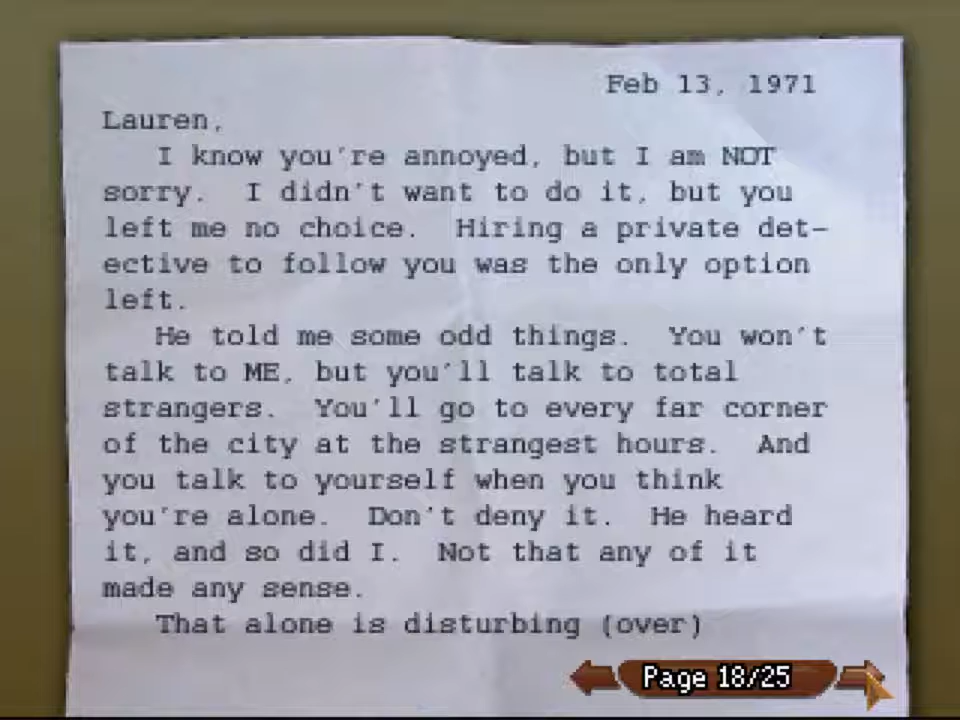 Feb 13, 1971
Lauren,
I know you're annoyed, but I am NOT
sorry. I didn't want to do it, but you
left me no choice. Hiring a private det-
ective to follow you was the only option
left.
He told me some odd things. You won't
talk to ME, but you'll talk to total
strangers. You'll go to every far corner
of the city at the strangest hours. And
you talk to yourself when you think
you're alone. Don't deny it. He heard
it, and so did I. Not that any of it
made any sense.
That alone is disturbing (over)
Page 18/25